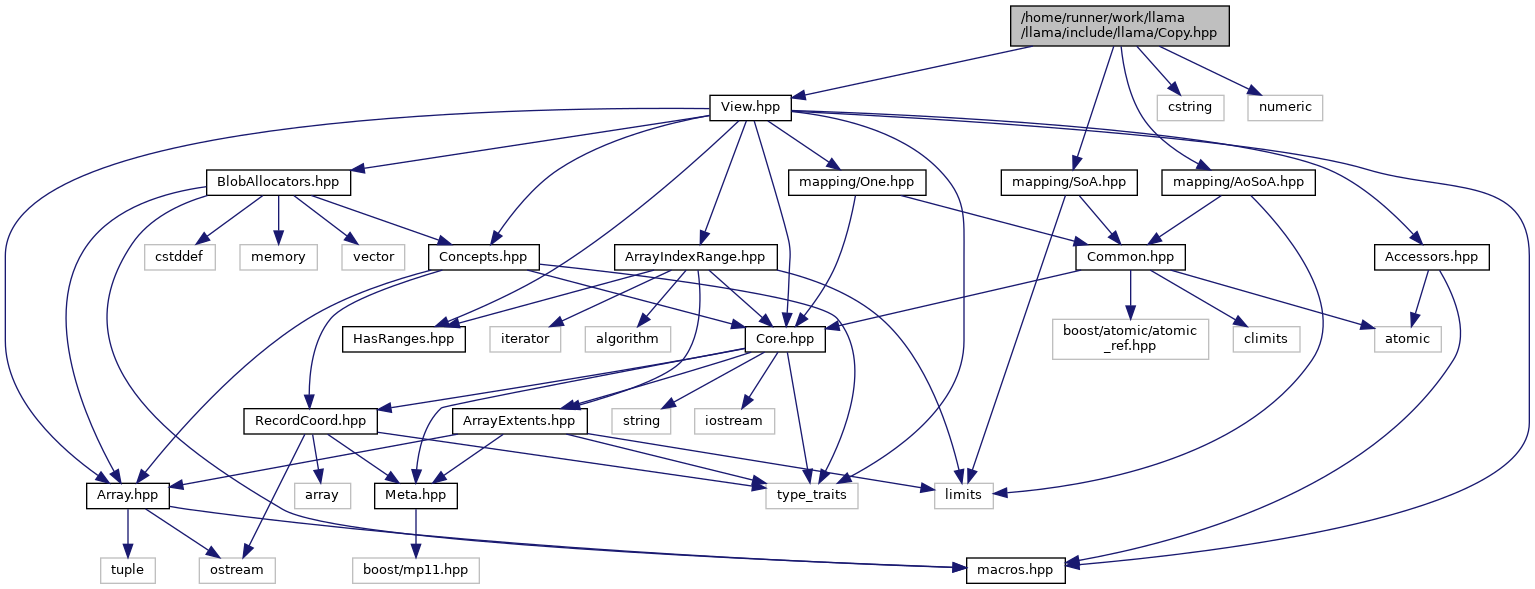 /home/runner/work/llama
/llama/include/llama/Copy.hpp
View.hpp
cstring
numeric
BlobAllocators.hpp
mapping/One.hpp
mapping/SoA.hpp
mapping/AoSoA.hpp
cstddef
memory
vector
Concepts.hpp
ArrayIndexRange.hpp
Common.hpp
Accessors.hpp
HasRanges.hpp
iterator
algorithm
Core.hpp
boost/atomic/atomic
_ref.hpp
climits
atomic
RecordCoord.hpp
ArrayExtents.hpp
string
iostream
Array.hpp
array
Meta.hpp
type_traits
limits
tuple
ostream
boost/mp11.hpp
macros.hpp